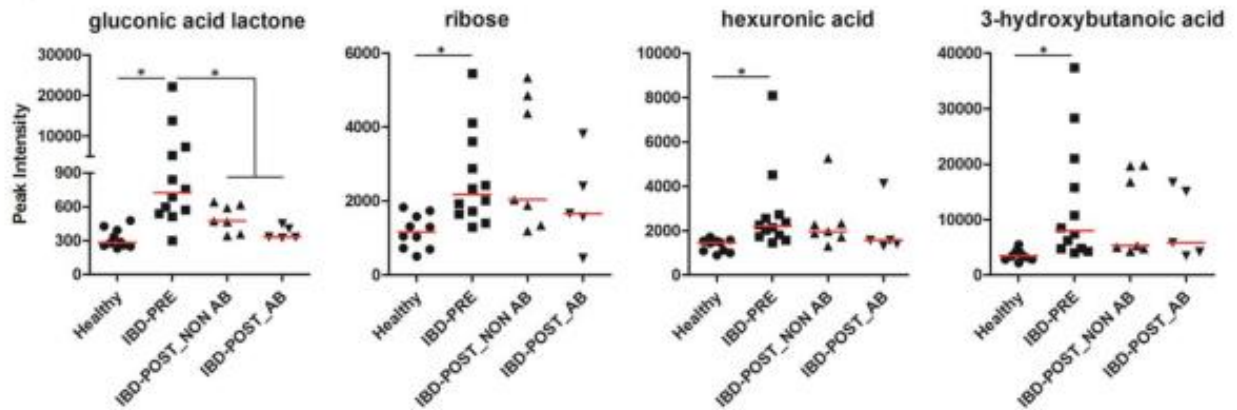 gluconic acid lactone
ribose
hexuronic acid
3-hydroxybutanoic acid
Peak Intensity
30000
20000
10000
900
600
300
0
*
*
Healthy
IBD-PRE
IBD-POST_NON AB
IBD-POST_AB
6000
4000
2000
0
*
Healthy
IBD-PRE
IBD-POST_NON AB
IBD-POST_AB
10000
8000
6000
4000
2000
0
*
Healthy
IBD-PRE
IBD-POST_NON AB
IBD-POST_AB
40000
30000
20000
10000
0
*
Healthy
IBD-PRE
IBD-POST_NON AB
IBD-POST_AB